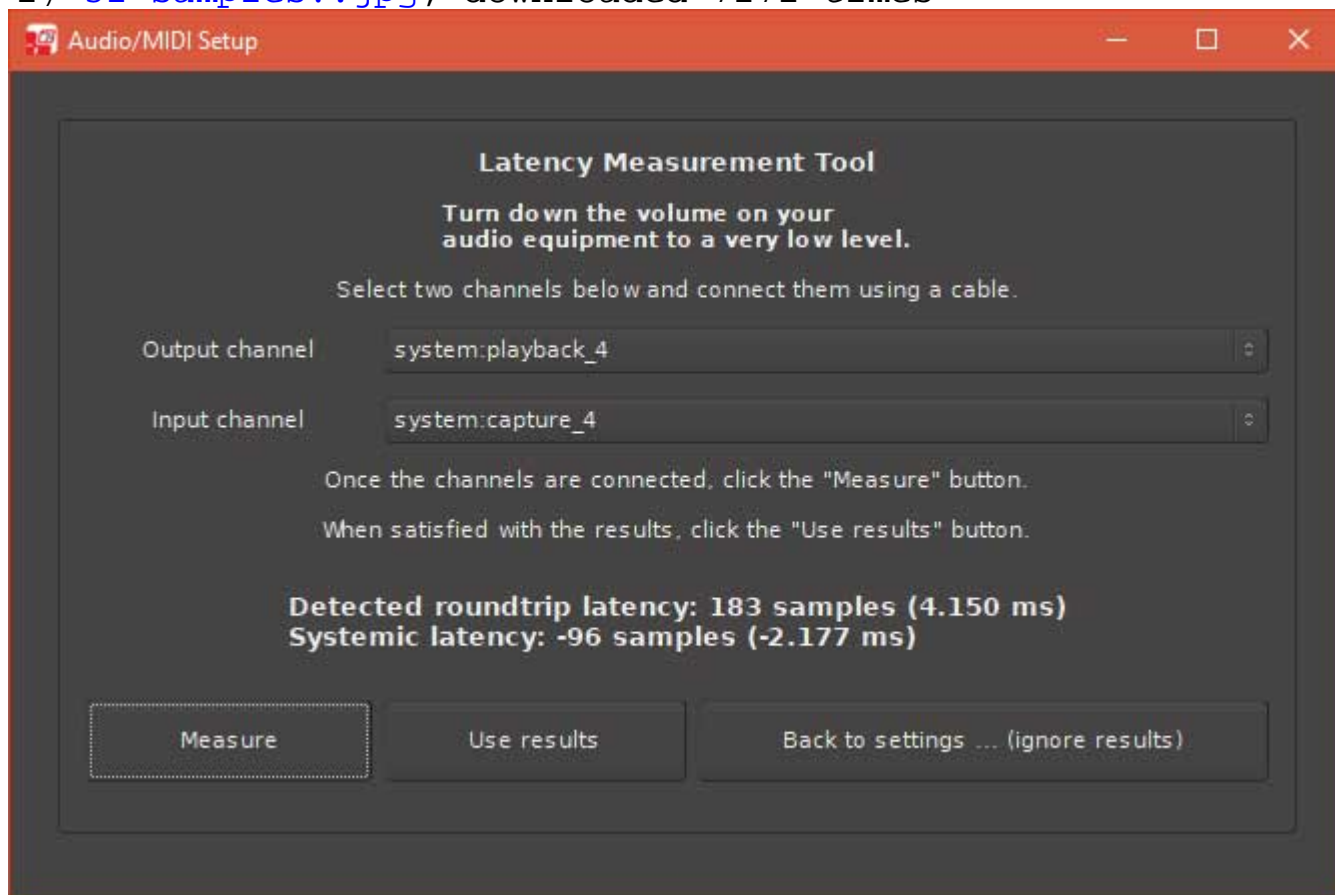 Audio/MIDI Setup
Latency Measurement Tool
Turn down the volume on your
audio equipment to a very low level.
Select two channels below and connect them using a cable.
Output channel system:playback_4
Input channel system:capture_4
Once the channels are connected, click the "Measure" button.
When satisfied with the results, click the "Use results" button.
Detected roundtrip latency: 183 samples (4.150 ms)
Systemic latency: -96 samples (-2.177 ms)
Measure Use results Back to settings ... (ignore results)